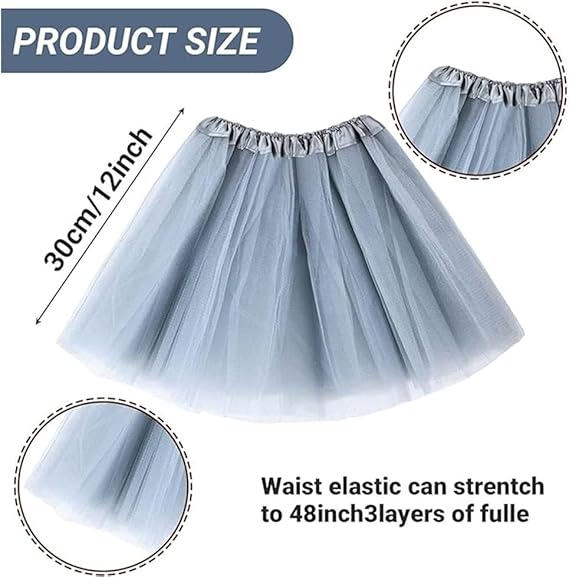 PRODUCT SIZE
30cm/12inch
Waist elastic can strentch
to 48inch3layers of fulle